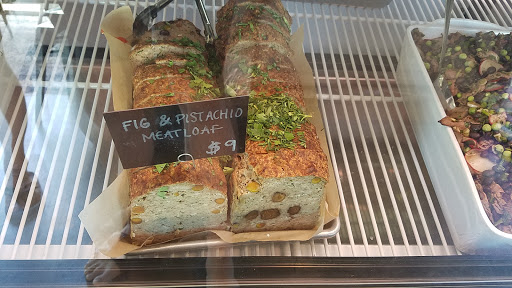 FIG & PISTACHIO
MEATLOAF
$9